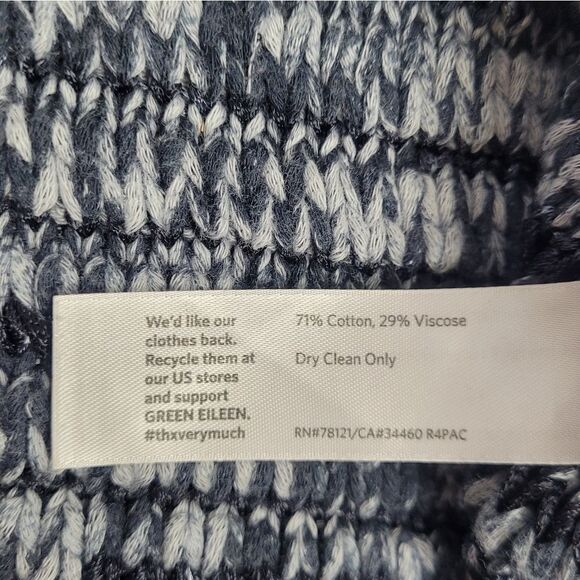 We'd like our
clothes back.
Recycle them at
our US stores
and support
GREEN EILEEN.
#thxverymuch
71% Cotton, 29% Viscose
Dry Clean Only
RN#78121/CA#34460 R4PAC